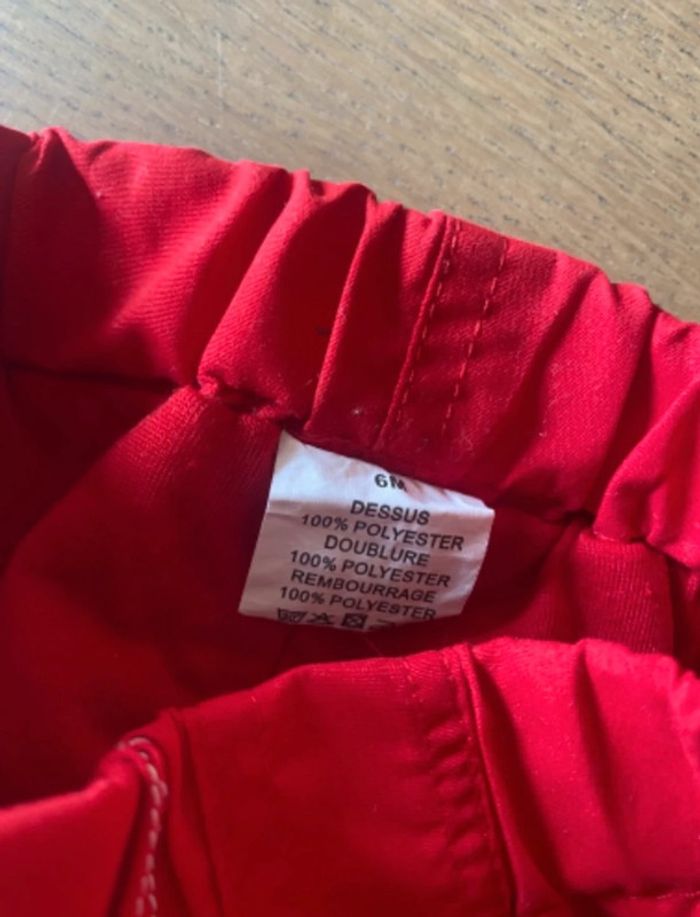 6M
DESSUS
100% POLYESTER
DOUBLURE
100% POLYESTER
REMBOURRAGE
100% POLYESTER